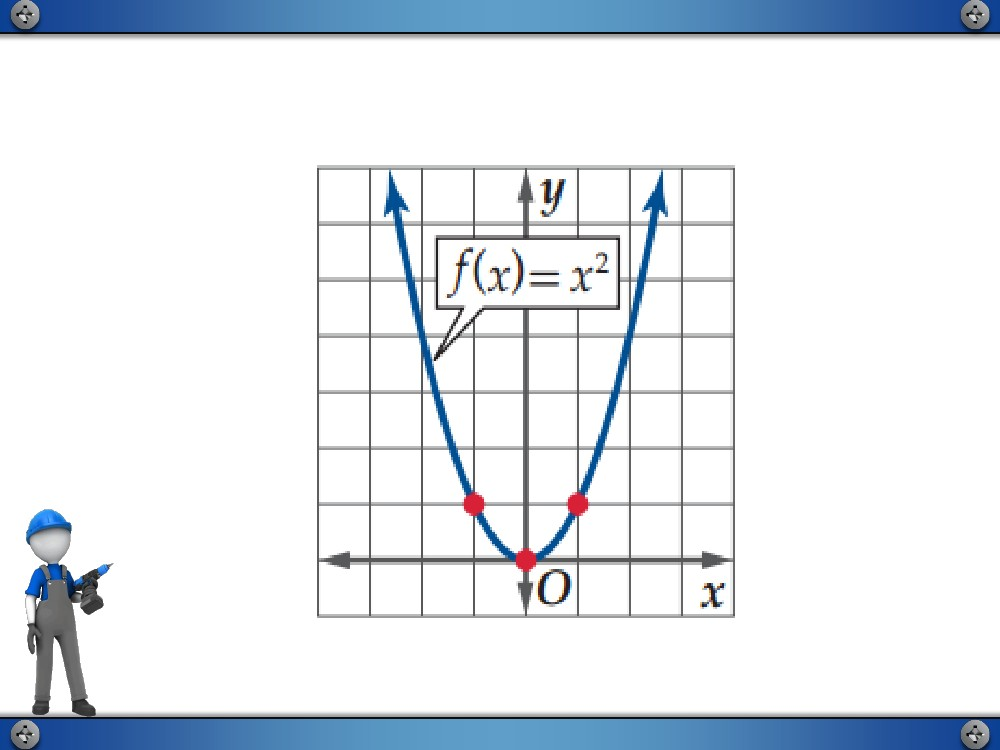 y
f(x) = x²
O
x